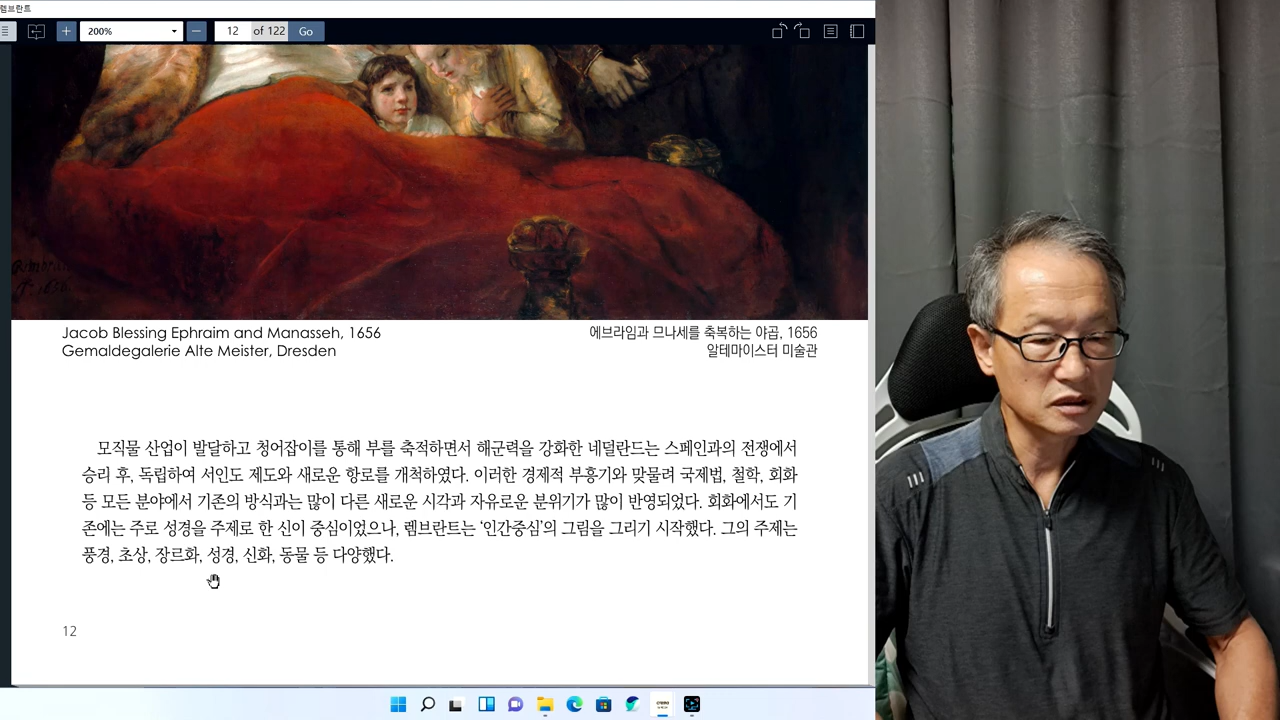 렘브란트
200%
12 of 122 Go
Jacob Blessing Ephraim and Manasseh, 1656
Gemaldegalerie Alte Meister, Dresden
에브라임과 므나세를 축복하는 야곱, 1656
알테마이스터 미술관
모직물 산업이 발달하고 청어잡이를 통해 부를 축적하면서 해군력을 강화한 네덜란드는 스페인과의 전쟁에서
승리 후, 독립하여 서인도 제도와 새로운 항로를 개척하였다. 이러한 경제적 부흥기와 맞물려 국제법, 철학, 회화
등 모든 분야에서 기존의 방식과는 많이 다른 새로운 시각과 자유로운 분위기가 많이 반영되었다. 회화에서도 기
존에는 주로 성경을 주제로 한 신이 중심이었으나, 렘브란트는 ‘인간중심’의 그림을 그리기 시작했다. 그의 주제는
풍경, 초상, 장르화, 성경, 신화, 동물 등 다양했다.
12